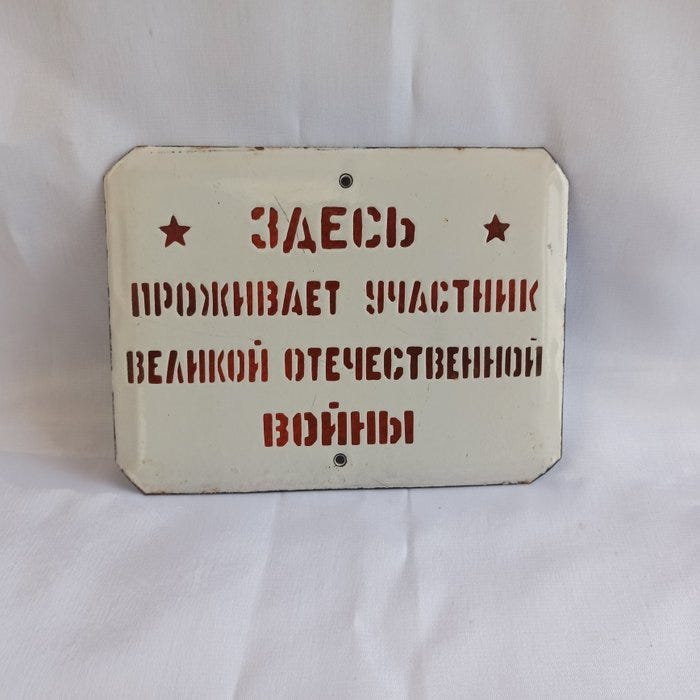 ЗДЕСЬ
ПРОЖИВАЕТ УЧАСТНИК
ВЕЛИКОЙ ОТЕЧЕСТВЕННОЙ
ВОЙНЫ